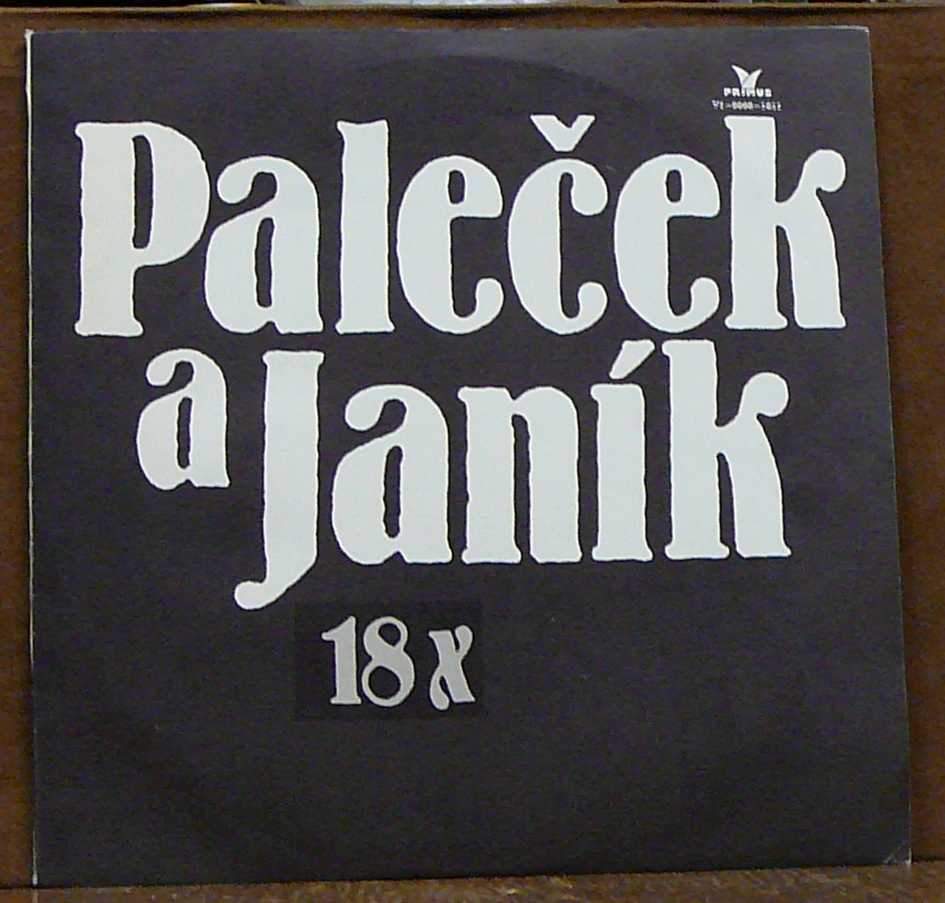 PRIMUS
Paleček
a Janík
18 x